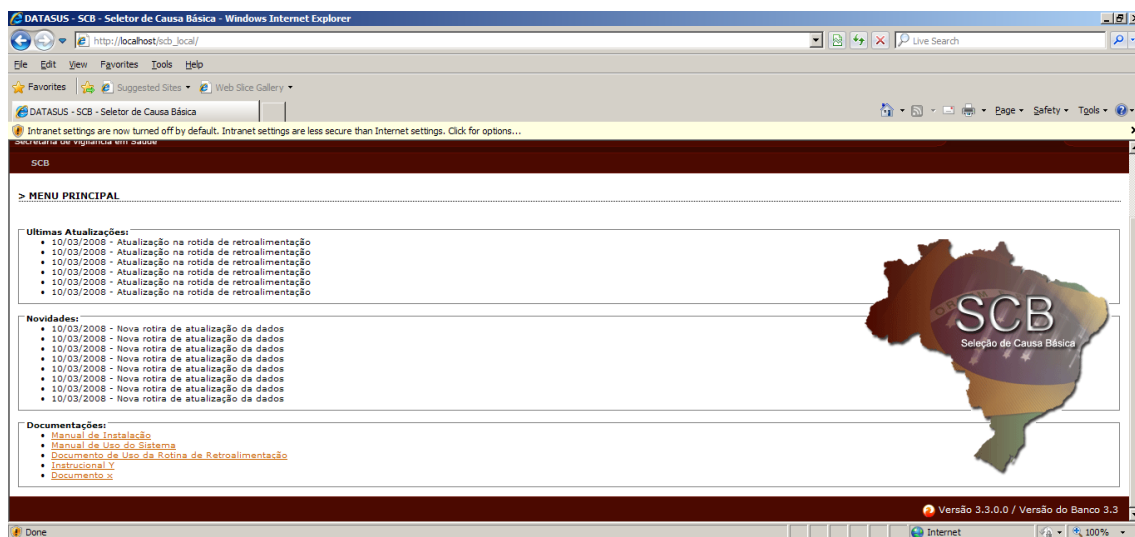 DATASUS - SCB - Seletor de Causa Básica - Windows Internet Explorer
http://localhost/scb_local/
Live Search
File Edit View Favorites Tools Help
Favorites Suggested Sites Web Slice Gallery
DATASUS - SCB - Seletor de Causa Básica
Page Safety Tools
Intranet settings are now turned off by default. Intranet settings are less secure than Internet settings. Click for options...
Secretaria de Vigilância em Saúde
SCB
> MENU PRINCIPAL
Ultimas Atualizações:
10/03/2008 - Atualização na rotida de retroalimentação
10/03/2008 - Atualização na rotida de retroalimentação
10/03/2008 - Atualização na rotida de retroalimentação
10/03/2008 - Atualização na rotida de retroalimentação
10/03/2008 - Atualização na rotida de retroalimentação
10/03/2008 - Atualização na rotida de retroalimentação
Novidades:
10/03/2008 - Nova rotira de atualização da dados
10/03/2008 - Nova rotira de atualização da dados
10/03/2008 - Nova rotira de atualização da dados
10/03/2008 - Nova rotira de atualização da dados
10/03/2008 - Nova rotira de atualização da dados
10/03/2008 - Nova rotira de atualização da dados
10/03/2008 - Nova rotira de atualização da dados
10/03/2008 - Nova rotira de atualização da dados
SCB
Seleção de Causa Básica
Documentações:
Manual de Instalacão
Manual de Uso do Sistema
Documento de Uso da Rotina de Retroalimentação
Instrucional Y
Documento x
Versão 3.3.0.0 / Versão do Banco 3.3
Done
Internet
100%